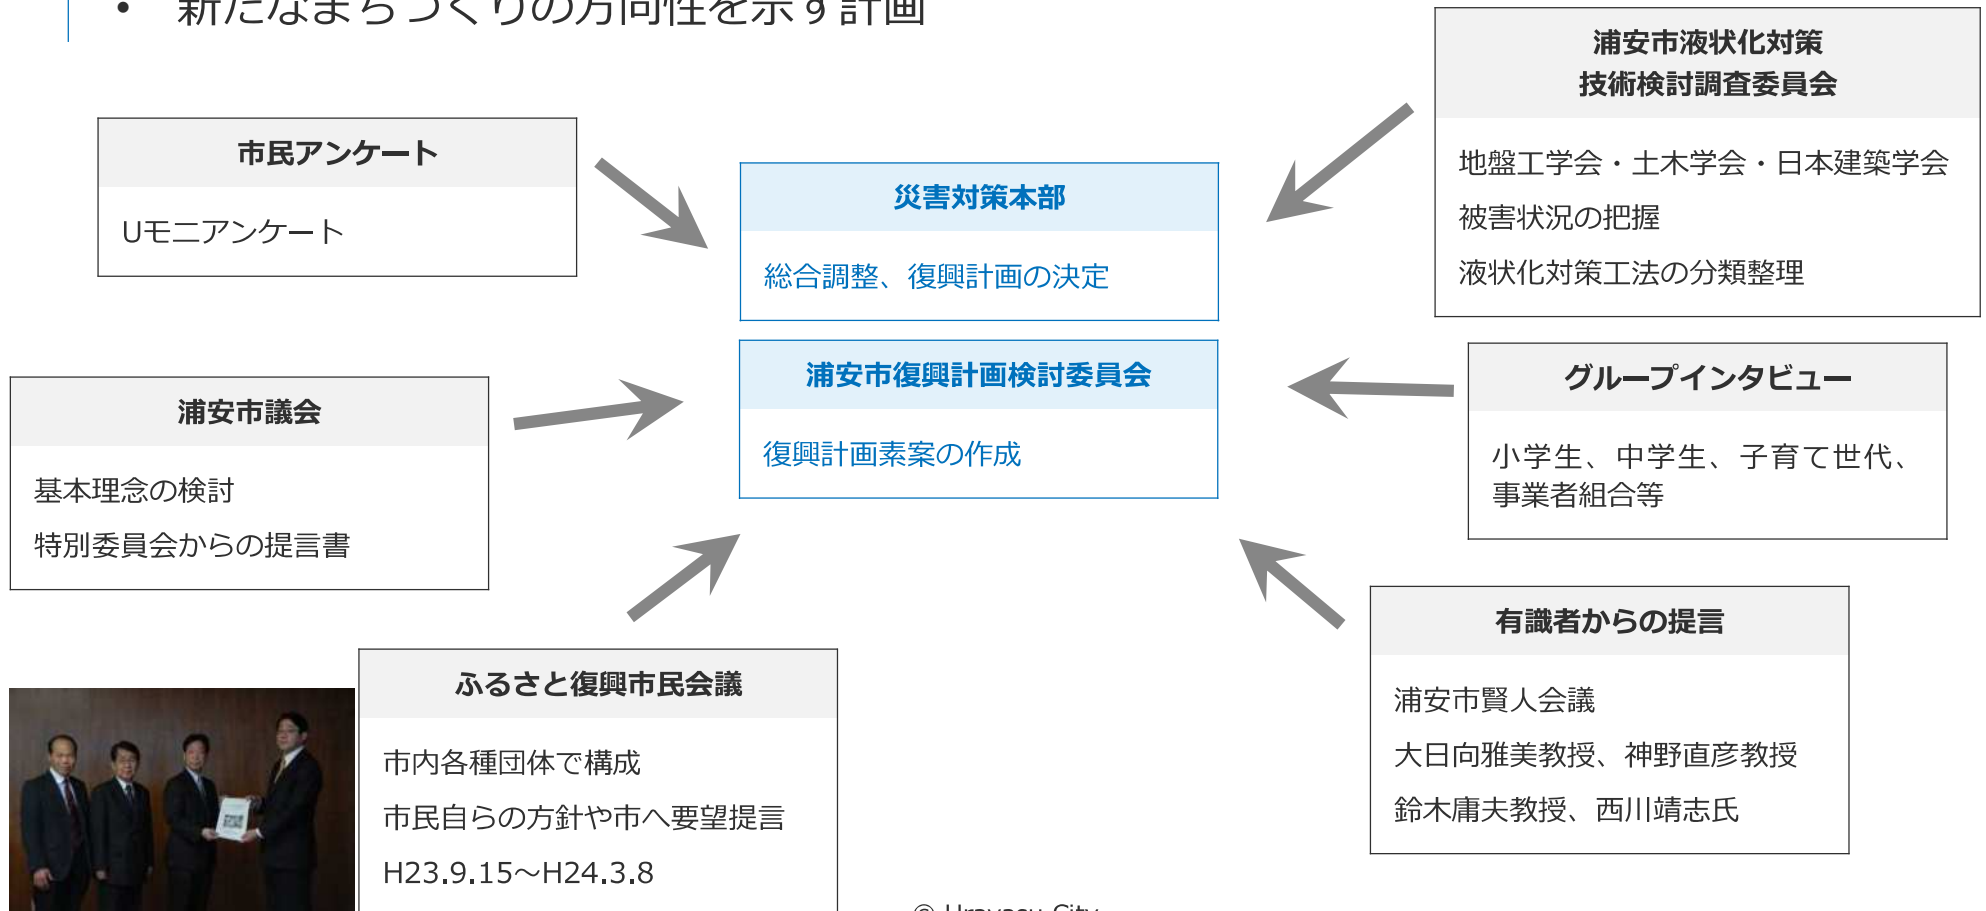 • 新たなまちづくりの方向性を示す計画
浦安市液状化対策
技術検討調査委員会
地盤工学会・土木学会・日本建築学会
被害状況の把握
液状化対策工法の分類整理
市民アンケート
Uモニアンケート
災害対策本部
総合調整、復興計画の決定
浦安市復興計画検討委員会
復興計画素案の作成
浦安市議会
基本理念の検討
特別委員会からの提言書
グループインタビュー
小学生、中学生、子育て世代、
事業者組合等
ふるさと復興市民会議
市内各種団体で構成
市民自らの方針や市へ要望提言
H23.9.15～H24.3.8
有識者からの提言
浦安市賢人会議
大日向雅美教授、神野直彦教授
鈴木庸夫教授、西川靖志氏
© Urayasu City